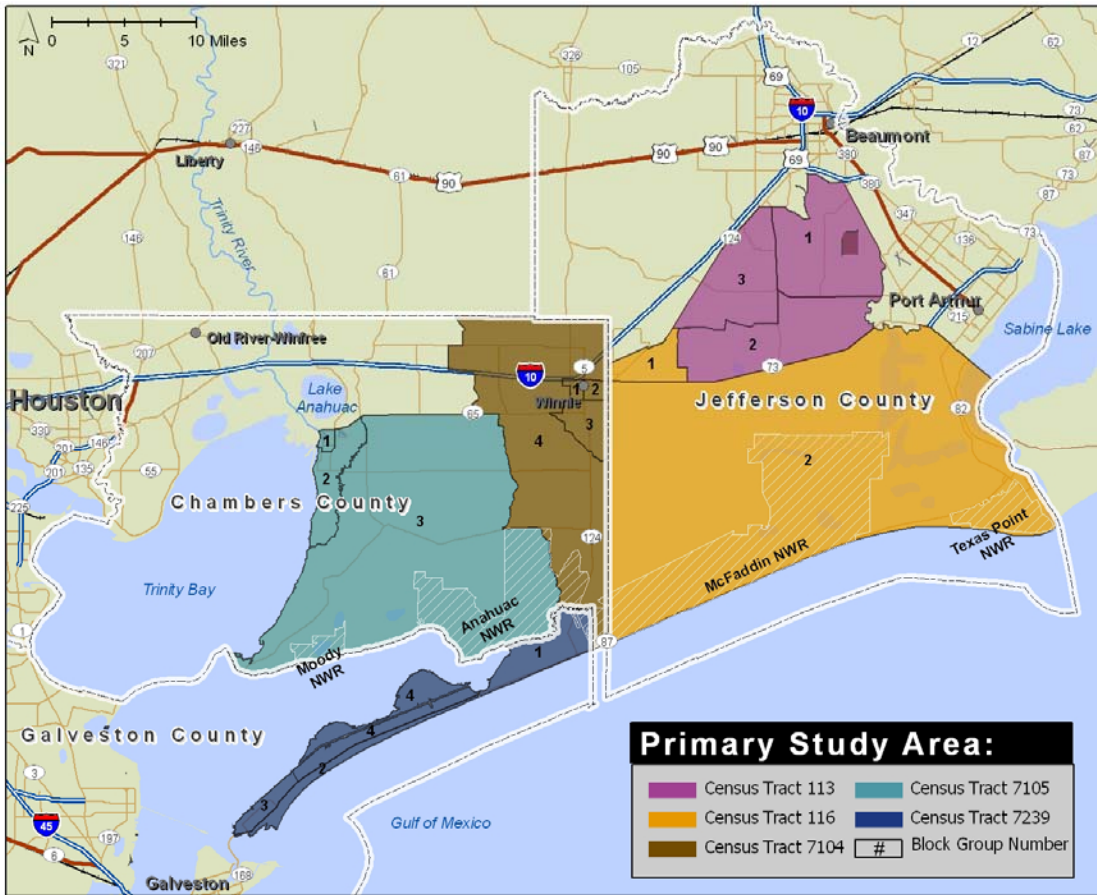 N
0 5 10 Miles
321
326
105
69
12
62
10
73
62
87
Liberty
227
146
90
61
90
90
69
Beaumont
380
380
73
87
Trinity River
146
61
124
347
136
73
1
3
Port Arthur
215
Sabine Lake
Old River-Winfree
207
2
73
1
5
10
1 2
Winnie
Houston
Lake
Anahuac
65
Jefferson County
82
330
146
201
201
135
55
225
1
2
3
4
3
2
Chambers County
124
Texas Point
NWR
McFaddin NWR
Trinity Bay
Anahuac
NWR
Moody
NWR
1
87
1
4
4
2
3
Galveston County
3
45
197
6
168
Galveston
Gulf of Mexico
Primary Study Area:
Census Tract 113
Census Tract 116
Census Tract 7104
Census Tract 7105
Census Tract 7239
# Block Group Number